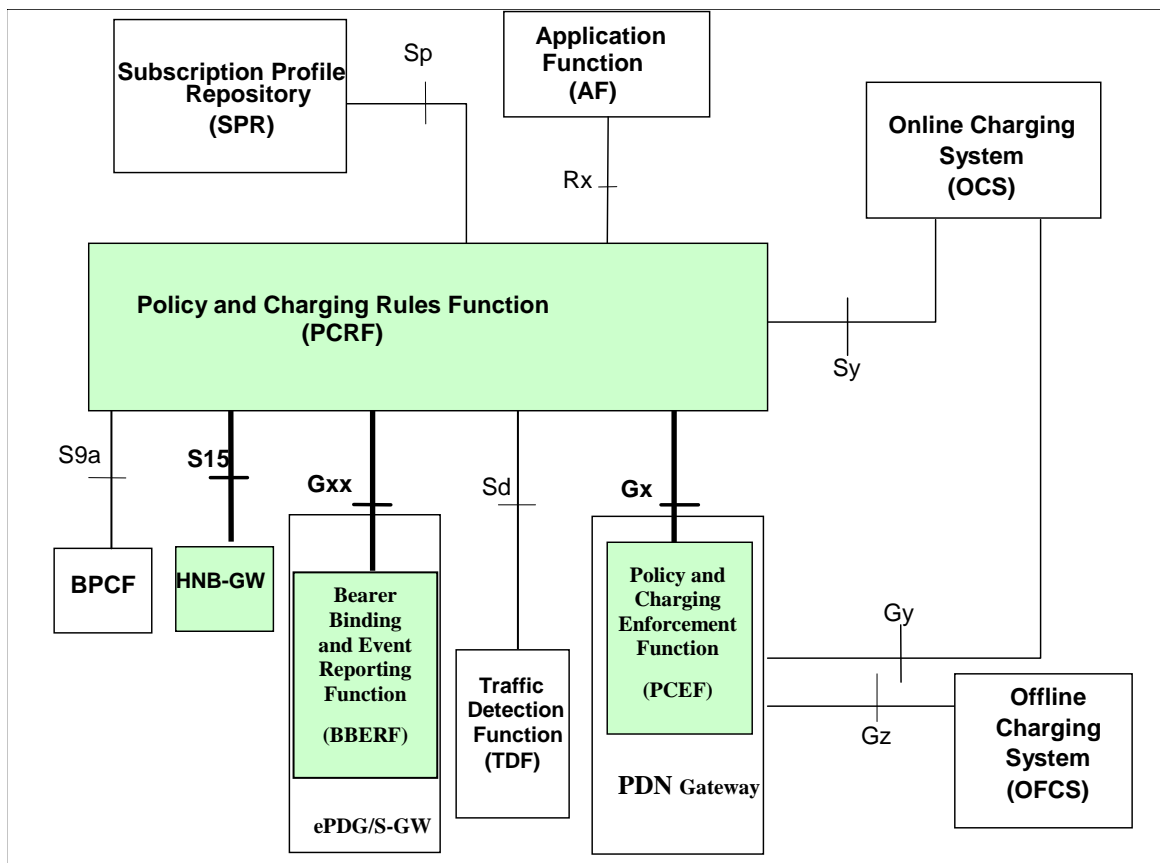 Subscription Profile
Repository
(SPR)
Sp
Application
Function
(AF)
Rx
Online Charging
System
(OCS)
Policy and Charging Rules Function
(PCRF)
Sy
S9a
S15
Gxx
Sd
Gx
BPCF
HNB-GW
Bearer
Binding
and Event
Reporting
Function
(BBERF)
ePDG/S-GW
Traffic
Detection
Function
(TDF)
Policy and
Charging
Enforcement
Function
(PCEF)
PDN Gateway
Gy
Gz
Offline
Charging
System
(OFCS)